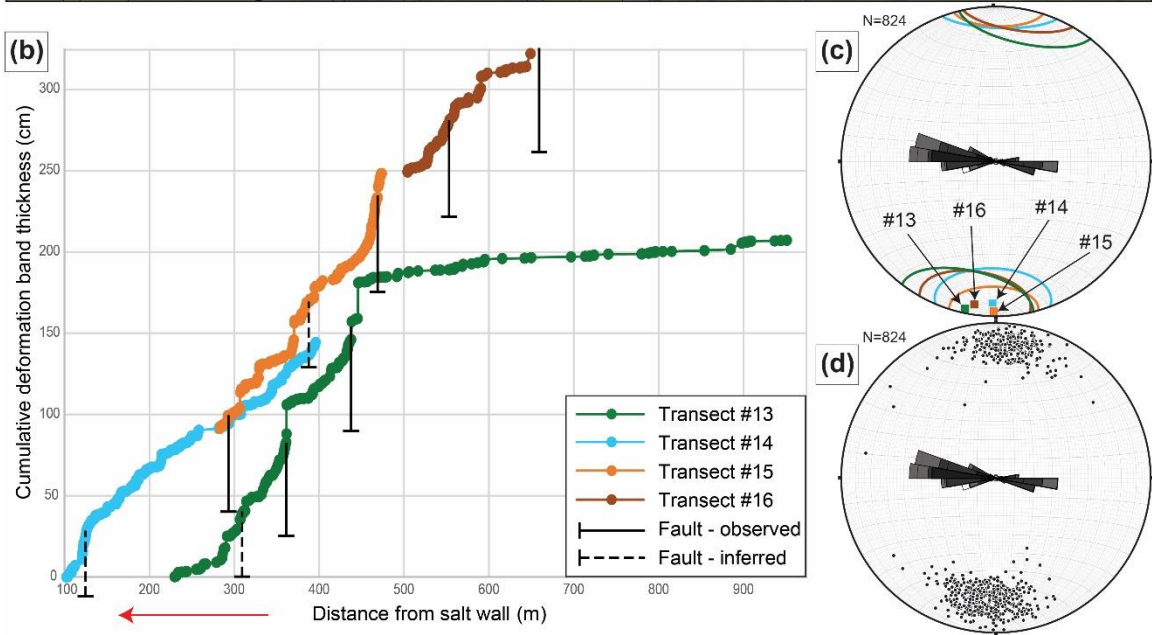 (b)
Cumulative deformation band thickness (cm)
300
250
200
150
100
50
0
100 200 300 400 500 600 700 800 900
Distance from salt wall (m)
Transect #13
Transect #14
Transect #15
Transect #16
Fault - observed
Fault - inferred
N=824
(c)
#13
#16
#14
#15
N=824
(d)